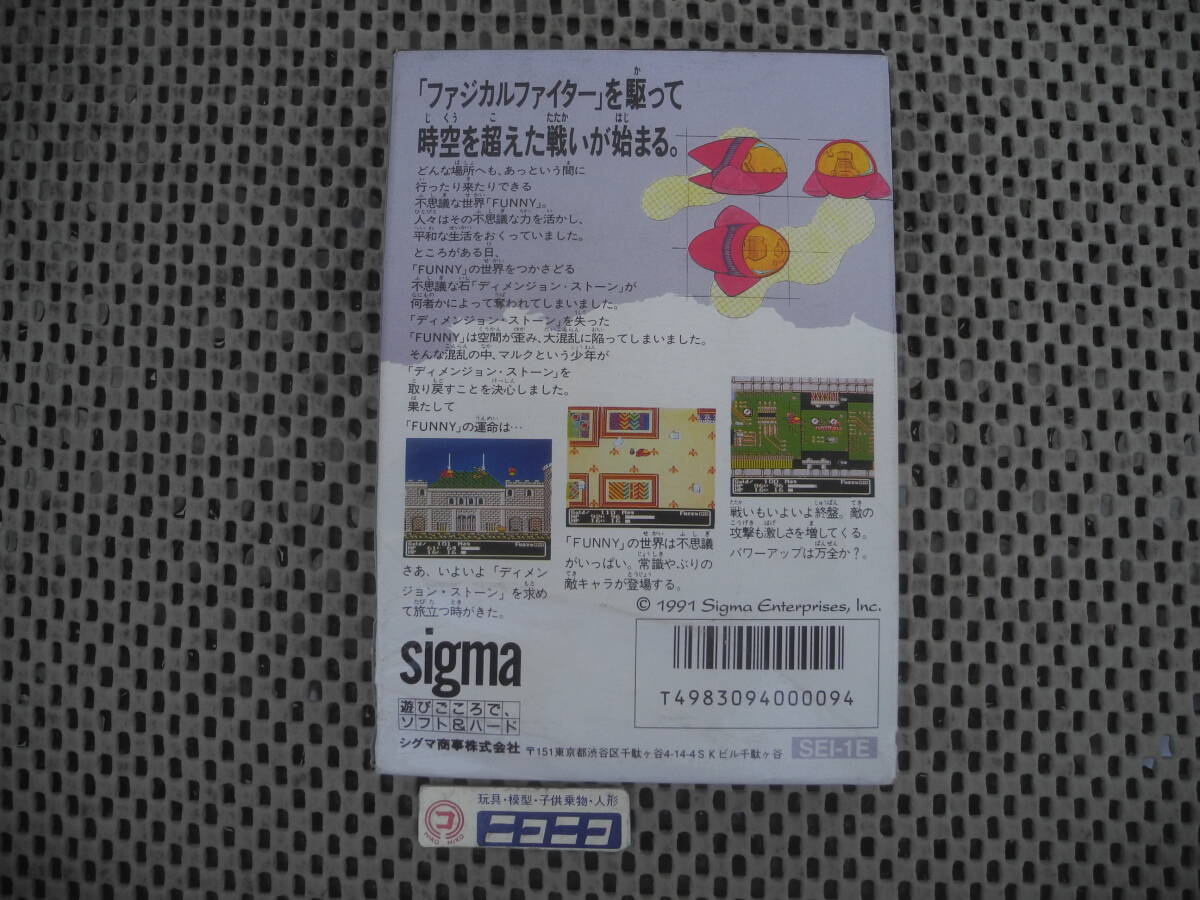 「ファジカルファイター」を駆って
時空を超えた戦いが始まる。
どんな場所へも、あっという間に
行ったり来たりできる
不思議な世界「FUNNY」。
人々はその不思議な力を活かし、
平和な生活をおくっていました。
ところがある日、
「FUNNY」の世界をつかさどる
不思議な石「ディメンジョン・ストーン」が
何者かによって奪われてしまいました。
「ディメンジョン・ストーン」を失った
「FUNNY」は空間が歪み、大混乱に陥ってしまいました。
そんな混乱の中、マルクという少年が
「ディメンジョン・ストーン」を
取り戻すことを決心しました。
果たして
「FUNNY」の運命は…
さあ、いよいよ「ディメン
ジョン・ストーン」を求め
て旅立つ時がきた。
「FUNNY」の世界は不思議
がいっぱい。常識やぶりの
敵キャラが登場する。
戦いもいよいよ終盤。敵の
攻撃も激しさを増してくる。
パワーアップは万全か?。
© 1991 Sigma Enterprises, Inc.
T4983094000094
sigma
遊びごころで、
ソフト&ハード
シグマ商事株式会社 〒151東京都渋谷区千駄ヶ谷4-14-4SKビル千駄ヶ谷
SEI-1E
玩具・模型・子供乗物・人形
コ
NIKO NIKO
ニコニコ